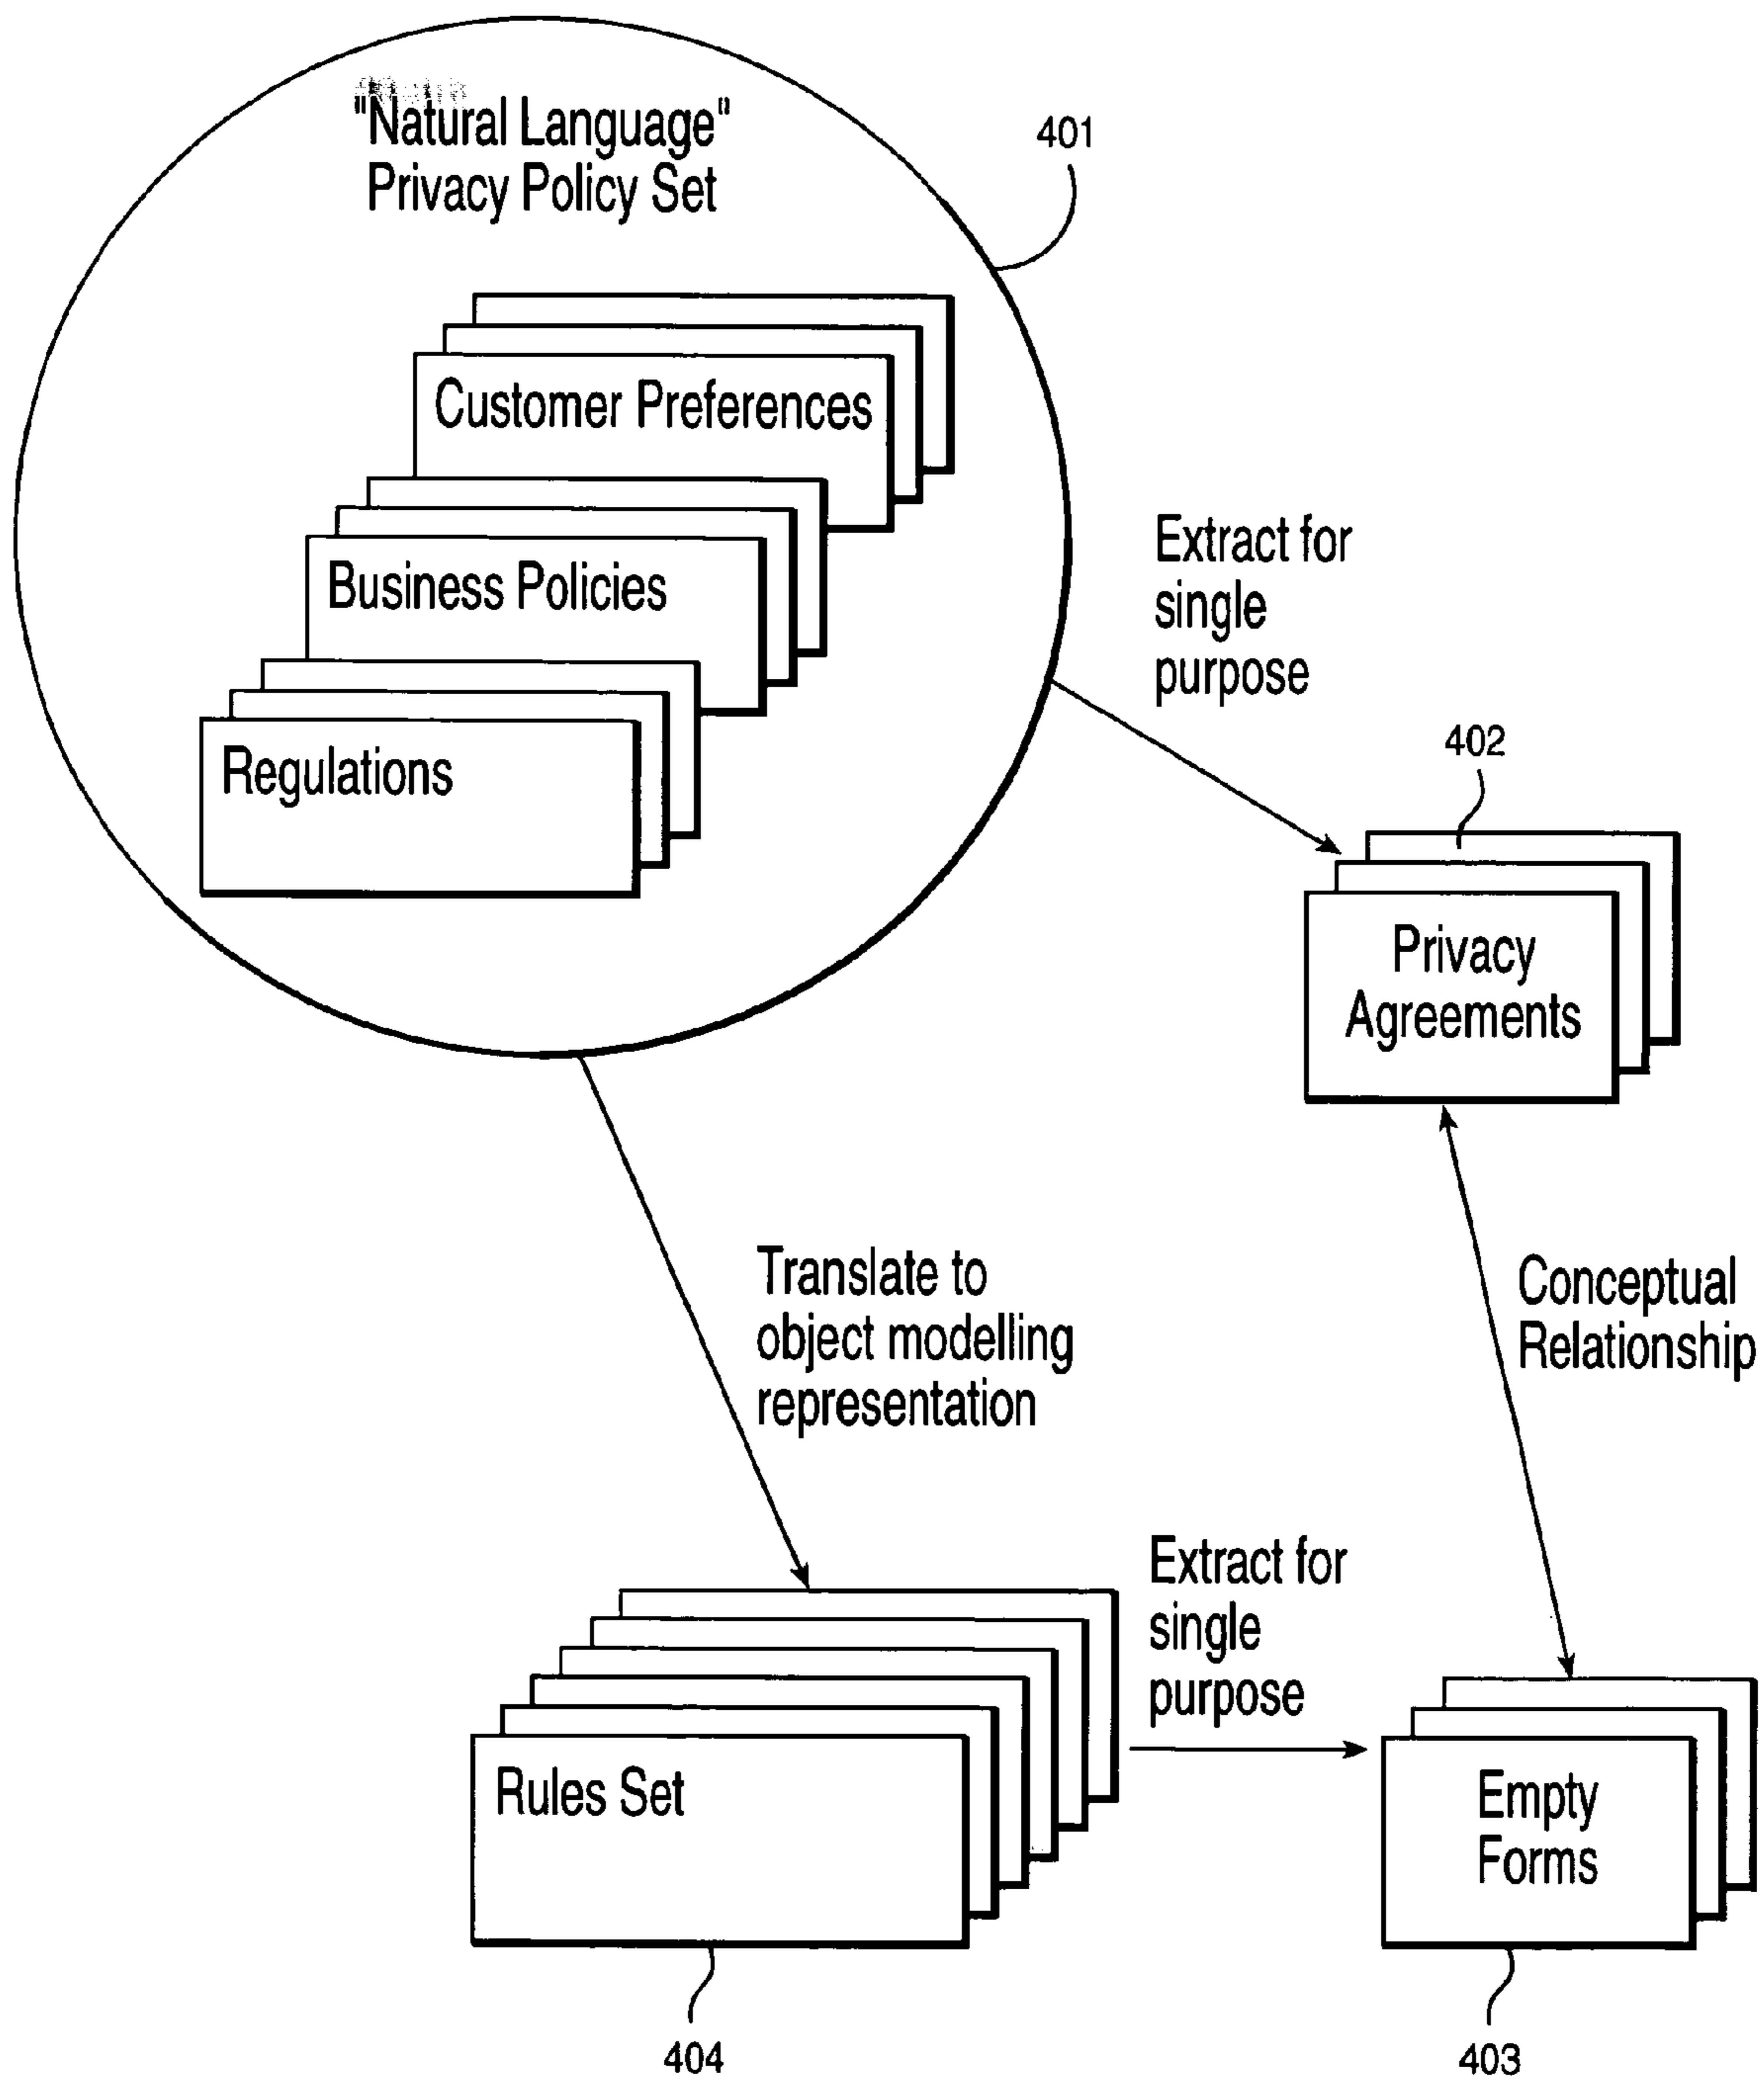 "Natural Language"
Privacy Policy Set
401
Customer Preferences
Business Policies
Regulations
Extract for
single
purpose
402
Privacy
Agreements
Translate to
object modelling
representation
Conceptual
Relationship
Extract for
single
purpose
Rules Set
Empty
Forms
404
403